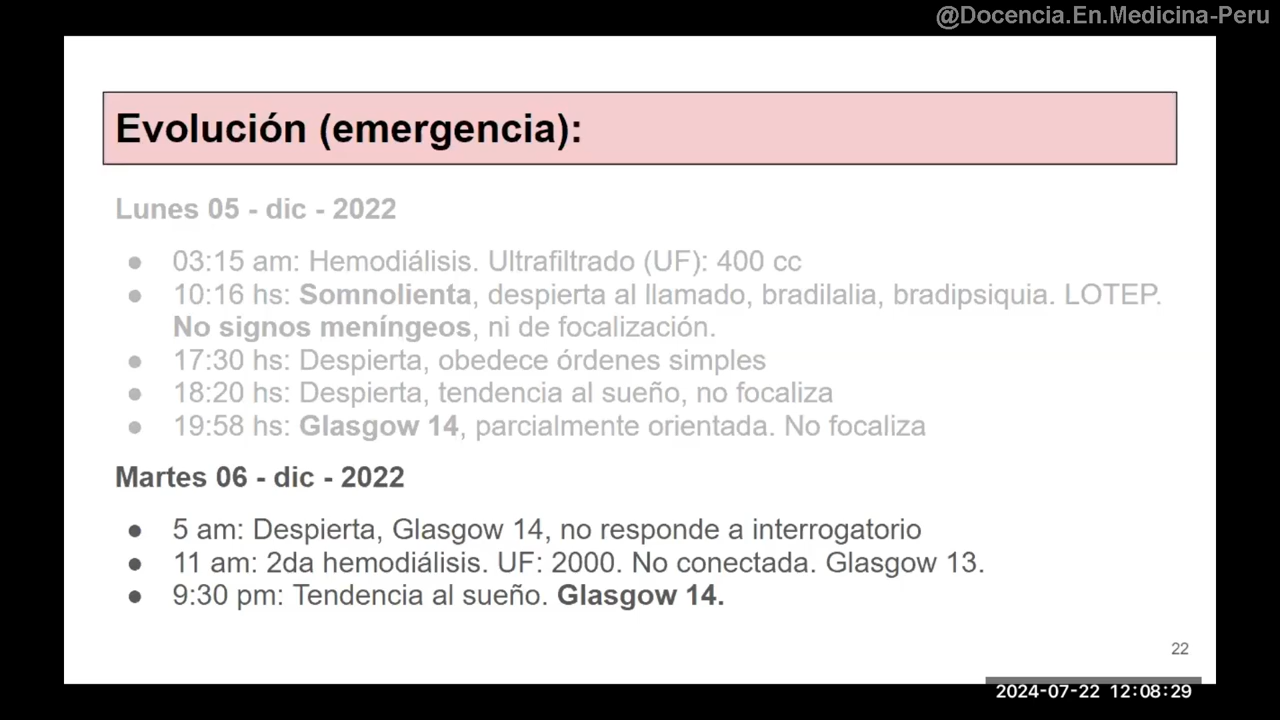 @Docencia.En.Medicina-Peru
Evolución (emergencia):
Lunes 05 - dic - 2022
● 03:15 am: Hemodiálisis. Ultrafiltrado (UF): 400 cc
● 10:16 hs: Somnolienta, despierta al llamado, bradilalia, bradipsiquia. LOTEP.
No signos meníngeos, ni de focalización.
● 17:30 hs: Despierta, obedece órdenes simples
● 18:20 hs: Despierta, tendencia al sueño, no focaliza
● 19:58 hs: Glasgow 14, parcialmente orientada. No focaliza
Martes 06 - dic - 2022
● 5 am: Despierta, Glasgow 14, no responde a interrogatorio
● 11 am: 2da hemodiálisis. UF: 2000. No conectada. Glasgow 13.
● 9:30 pm: Tendencia al sueño. Glasgow 14.
22
2024-07-22 12:08:29